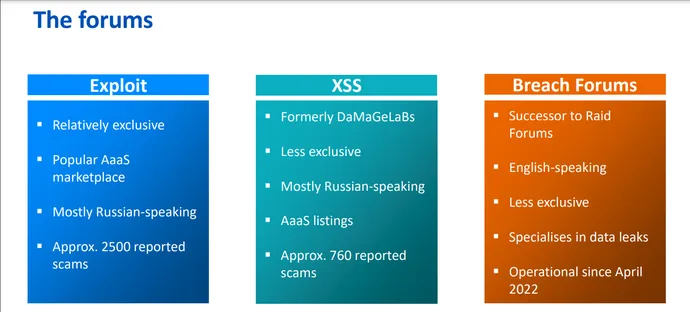 The forums
Exploit
▪ Relatively exclusive
▪ Popular AaaS
marketplace
▪ Mostly Russian-speaking
▪ Approx. 2500 reported
scams
XSS
▪ Formerly DaMaGeLaBs
▪ Less exclusive
▪ Mostly Russian-speaking
▪ AaaS listings
▪ Approx. 760 reported
scams
Breach Forums
▪ Successor to Raid
Forums
▪ English-speaking
▪ Less exclusive
▪ Specialises in data leaks
▪ Operational since April
2022